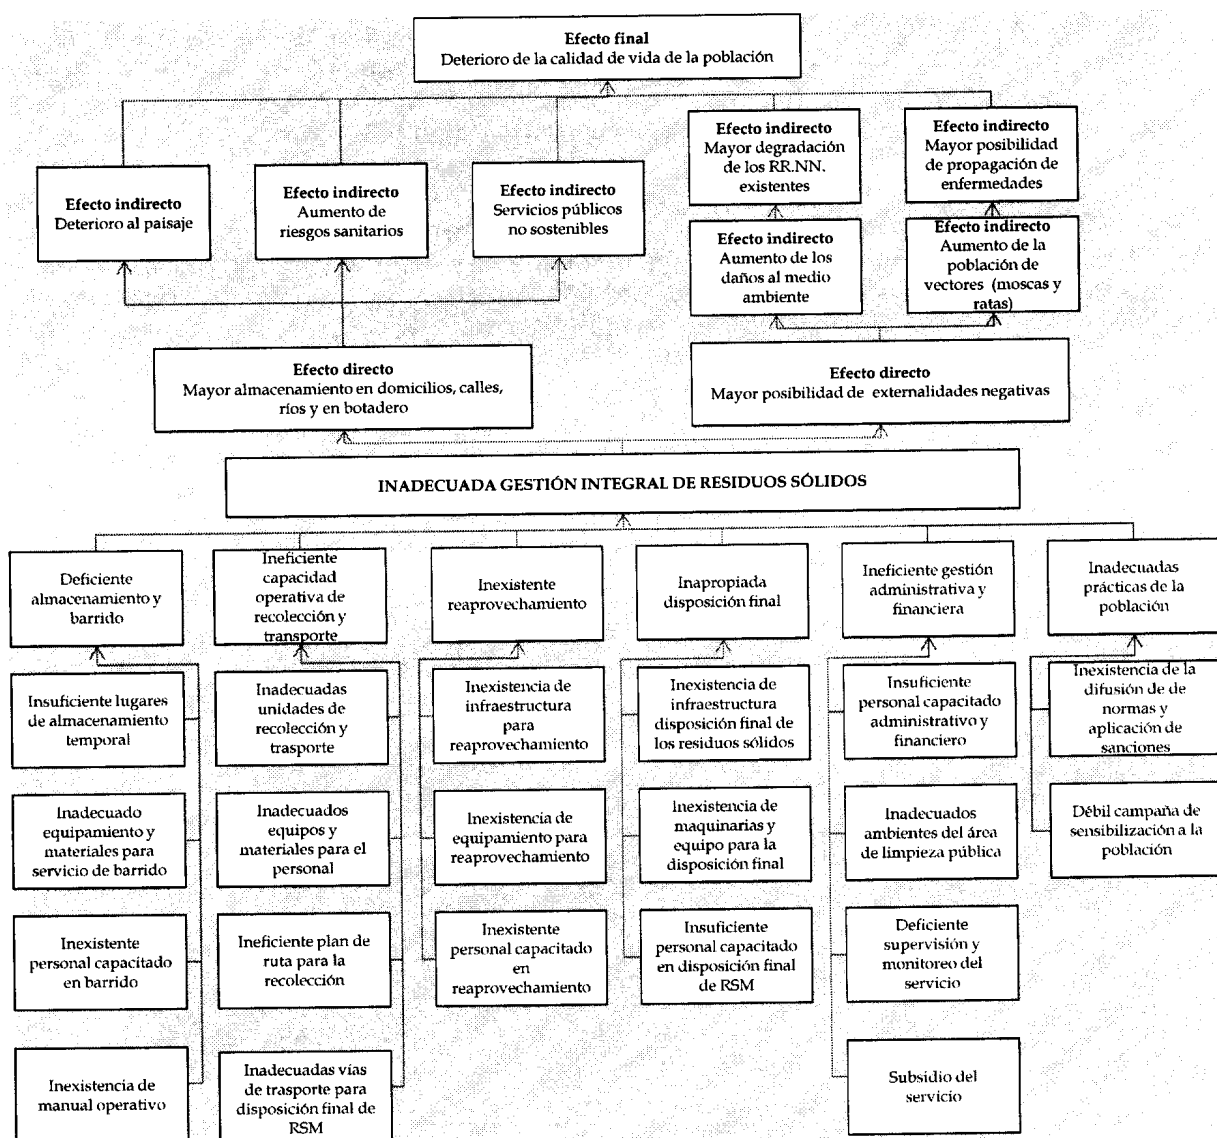 Efecto final
Deterioro de la calidad de vida de la población
Efecto indirecto
Deterioro al paisaje
Efecto indirecto
Aumento de
riesgos sanitarios
Efecto indirecto
Servicios públicos
no sostenibles
Efecto indirecto
Mayor degradación
de los RR.NN.
existentes
Efecto indirecto
Mayor posibilidad
de propagación de
enfermedades
Efecto indirecto
Aumento de los
daños al medio
ambiente
Efecto indirecto
Aumento de la
población de
vectores (moscas y
ratas)
Efecto directo
Mayor almacenamiento en domicilios, calles,
ríos y en botadero
Efecto directo
Mayor posibilidad de externalidades negativas
INADECUADA GESTIÓN INTEGRAL DE RESIDUOS SÓLIDOS
Deficiente
almacenamiento y
barrido
Ineficiente
capacidad
operativa de
recolección y
transporte
Inexistente
reaprovechamiento
Inapropiada
disposición final
Ineficiente gestión
administrativa y
financiera
Inadecuadas
prácticas de la
población
Insuficiente lugares
de almacenamiento
temporal
Inadecuadas
unidades de
recolección y
trasporte
Inexistencia de
infraestructura
para
reaprovechamiento
Inexistencia de
infraestructura
disposición final de
los residuos sólidos
Insuficiente
personal capacitado
administrativo y
financiero
Inexistencia de la
difusión de de
normas y
aplicación de
sanciones
Inadecuado
equipamiento y
materiales para
servicio de barrido
Inadecuados
equipos y
materiales para el
personal
Inexistencia de
equipamiento para
reaprovechamiento
Inexistencia de
maquinarias y
equipo para la
disposición final
Inadecuados
ambientes del área
de limpieza pública
Débil campaña de
sensibilización a la
población
Inexistente
personal capacitado
en barrido
Ineficiente plan de
ruta para la
recolección
Inexistente
personal capacitado
en
reaprovechamiento
Insuficiente
personal capacitado
en disposición final
de RSM
Deficiente
supervisión y
monitoreo del
servicio
Inexistencia de
manual operativo
Inadecuadas vías
de trasporte para
disposición final de
RSM
Subsidio del
servicio